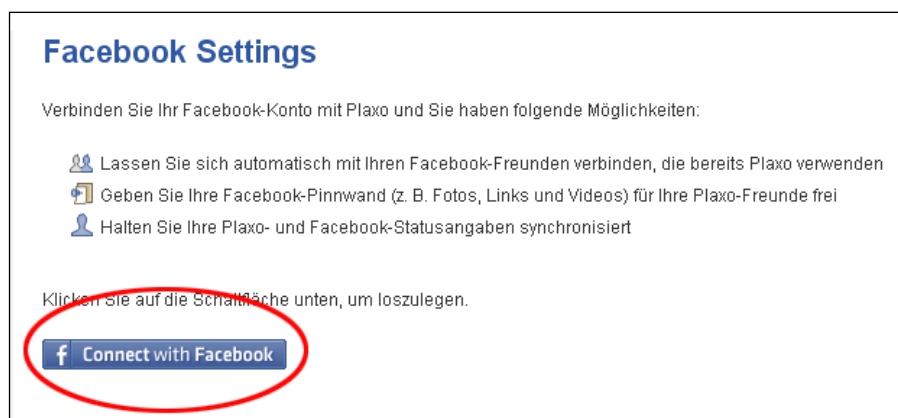 Facebook Settings
Verbinden Sie Ihr Facebook-Konto mit Plaxo und Sie haben folgende Möglichkeiten:
Lassen Sie sich automatisch mit Ihren Facebook-Freunden verbinden, die bereits Plaxo verwenden
Geben Sie Ihre Facebook-Pinnwand (z. B. Fotos, Links und Videos) für Ihre Plaxo-Freunde frei
Halten Sie Ihre Plaxo- und Facebook-Statusangaben synchronisiert
Klicken Sie auf die Schaltfläche unten, um loszulegen.
f Connect with Facebook